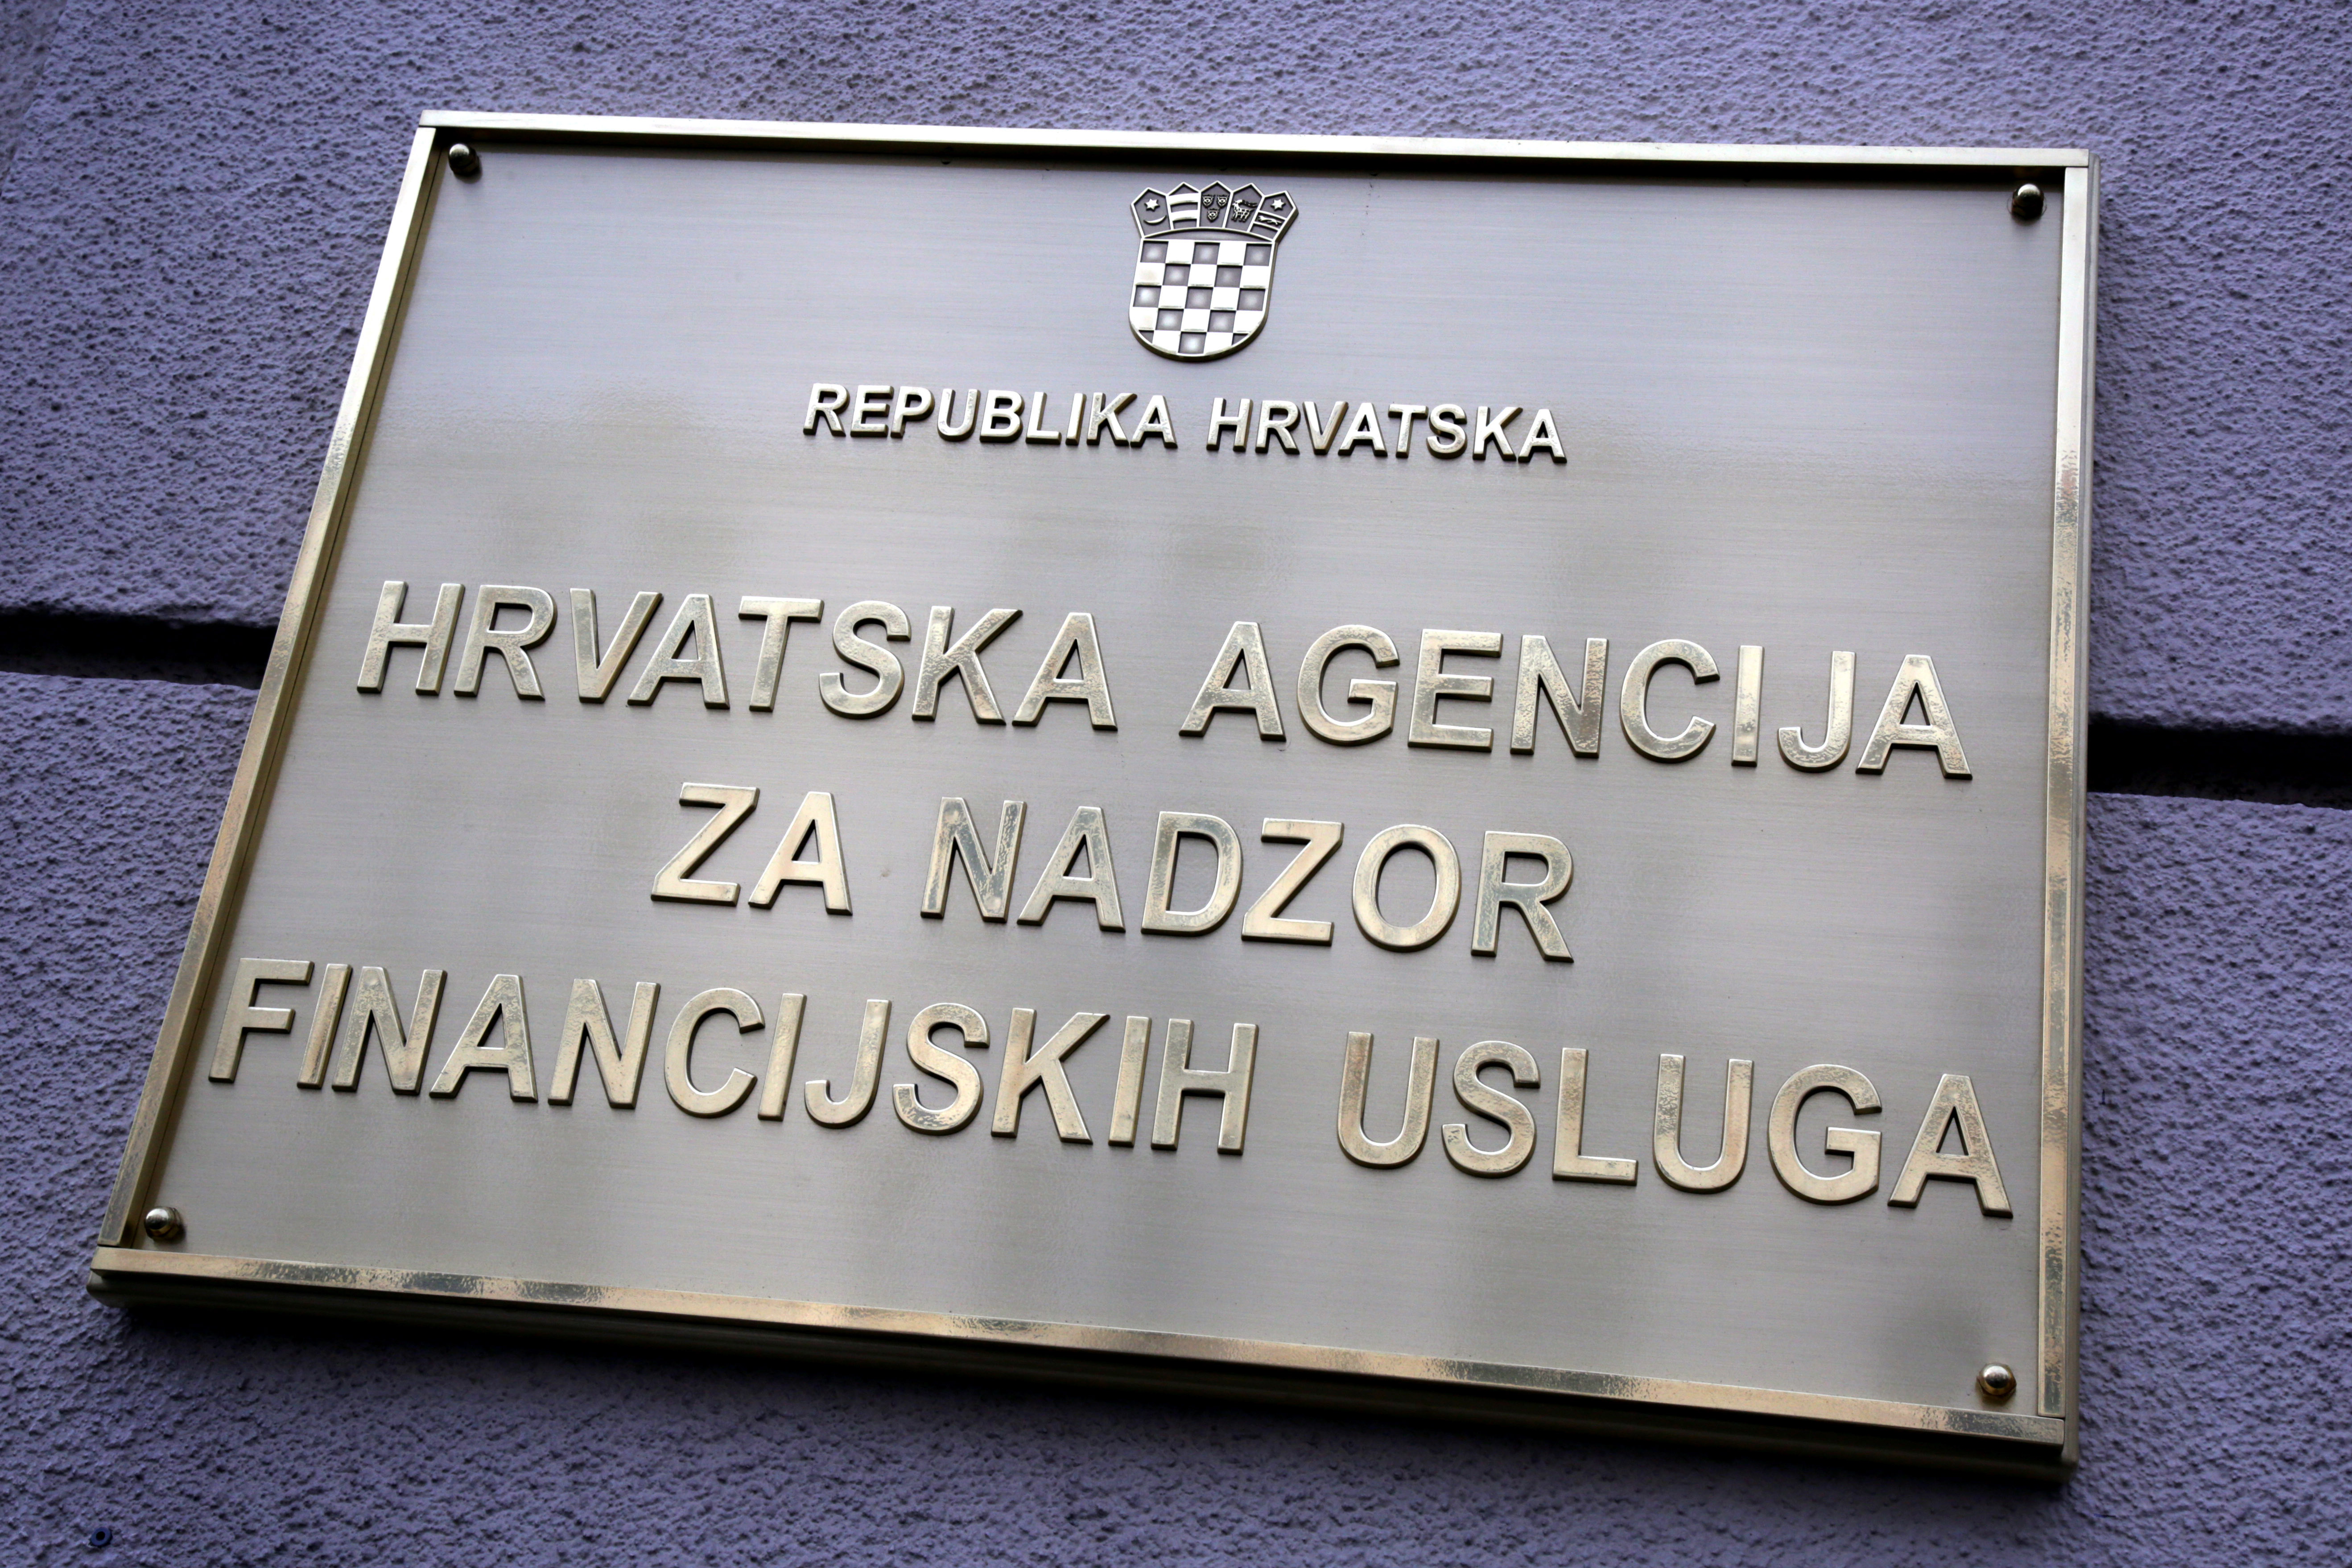 REPUBLIKA HRVATSKA
HRVATSKA AGENCIJA
ZA NADZOR
FINANCIJSKIH USLUGA